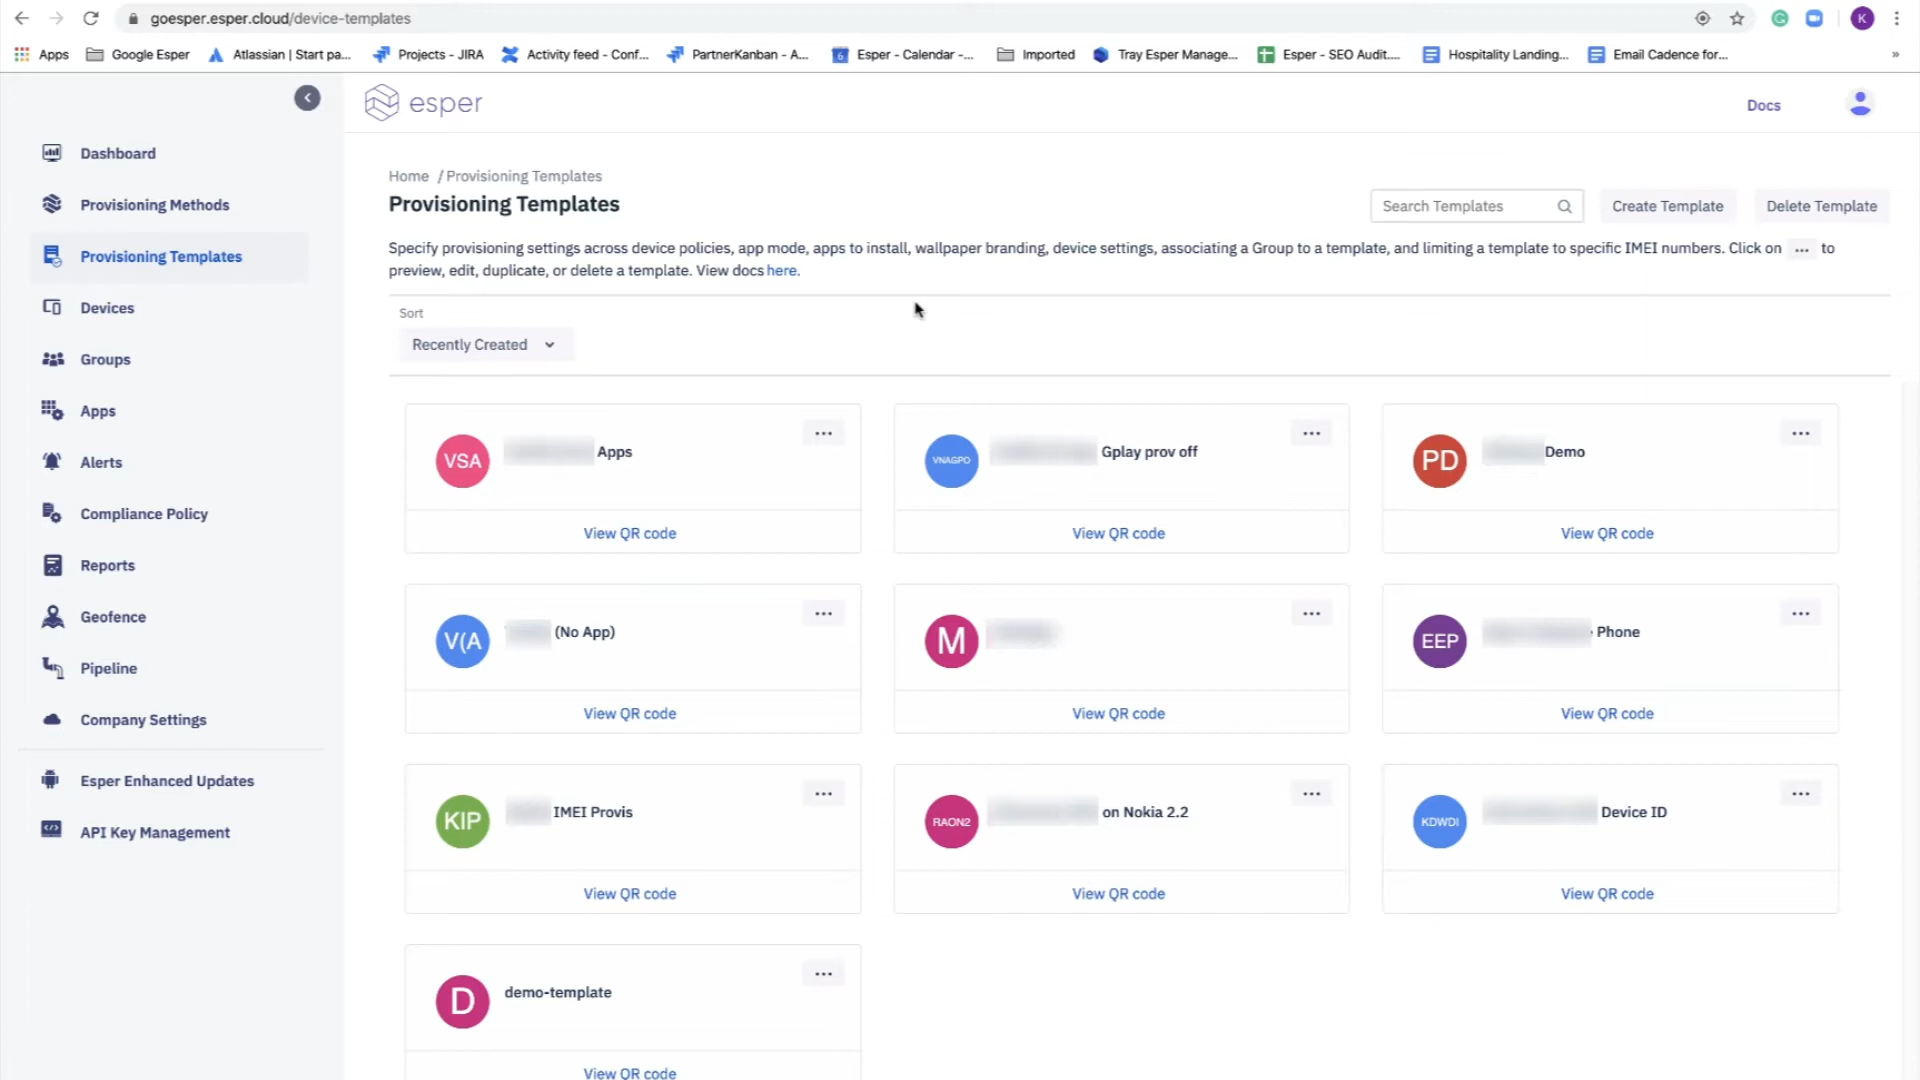 goesper.esper.cloud/device-templates
K
Apps
Google Esper
Atlassian | Start pa...
Projects - JIRA
Activity feed - Conf...
PartnerKanban - A...
Esper - Calendar -...
Imported
Tray Esper Manage...
Esper - SEO Audit....
Hospitality Landing...
Email Cadence for...
»
esper
Docs
Dashboard
Provisioning Methods
Provisioning Templates
Devices
Groups
Apps
Alerts
Compliance Policy
Reports
Geofence
Pipeline
Company Settings
Esper Enhanced Updates
API Key Management
Home / Provisioning Templates
Provisioning Templates
Search Templates
Create Template
Delete Template
Specify provisioning settings across device policies, app mode, apps to install, wallpaper branding, device settings, associating a Group to a template, and limiting a template to specific IMEI numbers. Click on ... to
preview, edit, duplicate, or delete a template. View docs here.
Sort
Recently Created
VSA
Apps
...
View QR code
VNAGPO
Gplay prov off
...
View QR code
PD
Demo
...
View QR code
V(A
(No App)
...
View QR code
M
...
View QR code
EEP
Phone
...
View QR code
KIP
IMEI Provis
...
View QR code
RAON2
on Nokia 2.2
...
View QR code
KDWDI
Device ID
...
View QR code
D
demo-template
...
View QR code